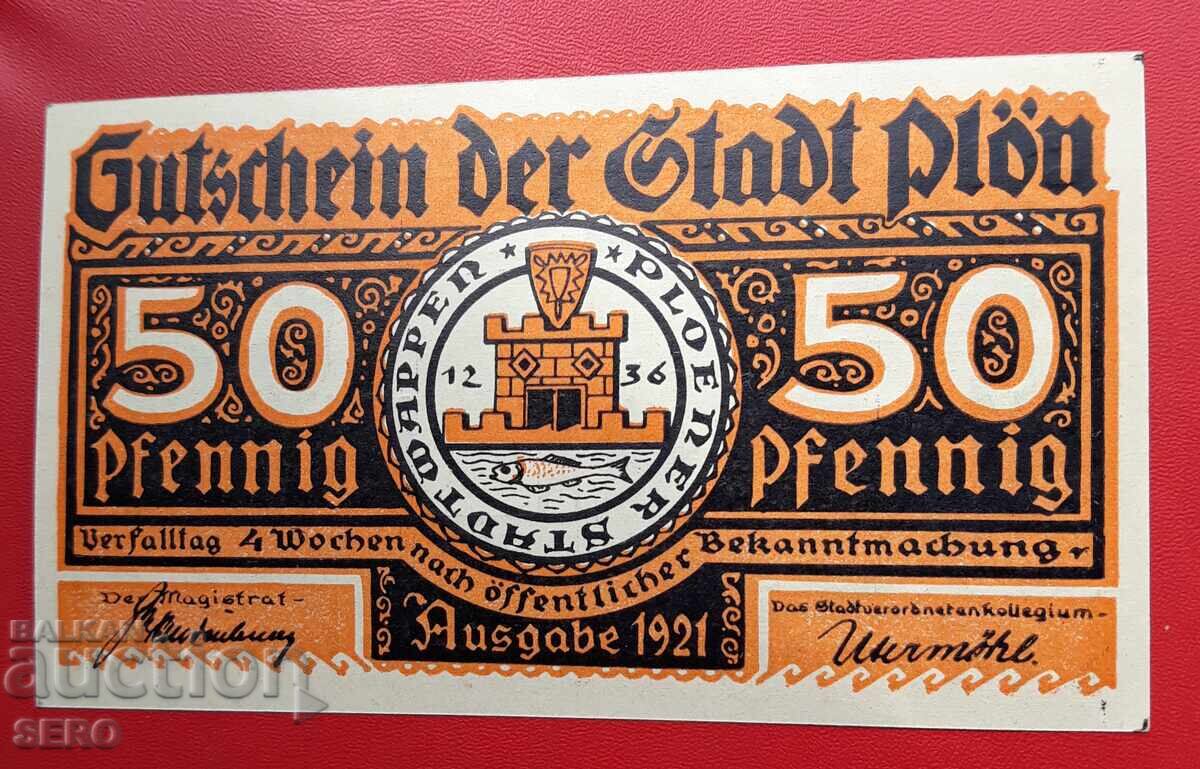 Gutschein der Stadt Plön
50 50
Pfennig Pfennig
STADTWAPPEN * PLOENER
12 36
Verfalltag 4 Wochen nach öffentlicher Bekanntmachung
Der Magistrat- Das Stadtverordnetenkollegium-
Ausgabe 1921
Utermöhl.
BALKAN
auction
SERO